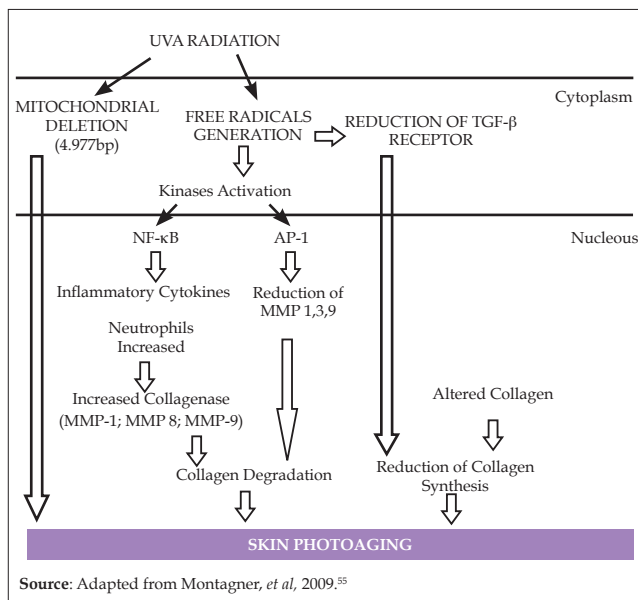 UVA RADIATION
Cytoplasm
MITOCHONDRIAL
DELETION
(4.977bp)
FREE RADICALS
GENERATION
REDUCTION OF TGF-β
RECEPTOR
Kinases Activation
Nucleous
NF-κB
AP-1
Inflammatory Cytokines
Reduction of
MMP 1,3,9
Neutrophils
Increased
Increased Collagenase
(MMP-1; MMP 8; MMP-9)
Altered Collagen
Collagen Degradation
Reduction of Collagen
Synthesis
SKIN PHOTOAGING
Source: Adapted from Montagner, et al, 2009.⁵⁵